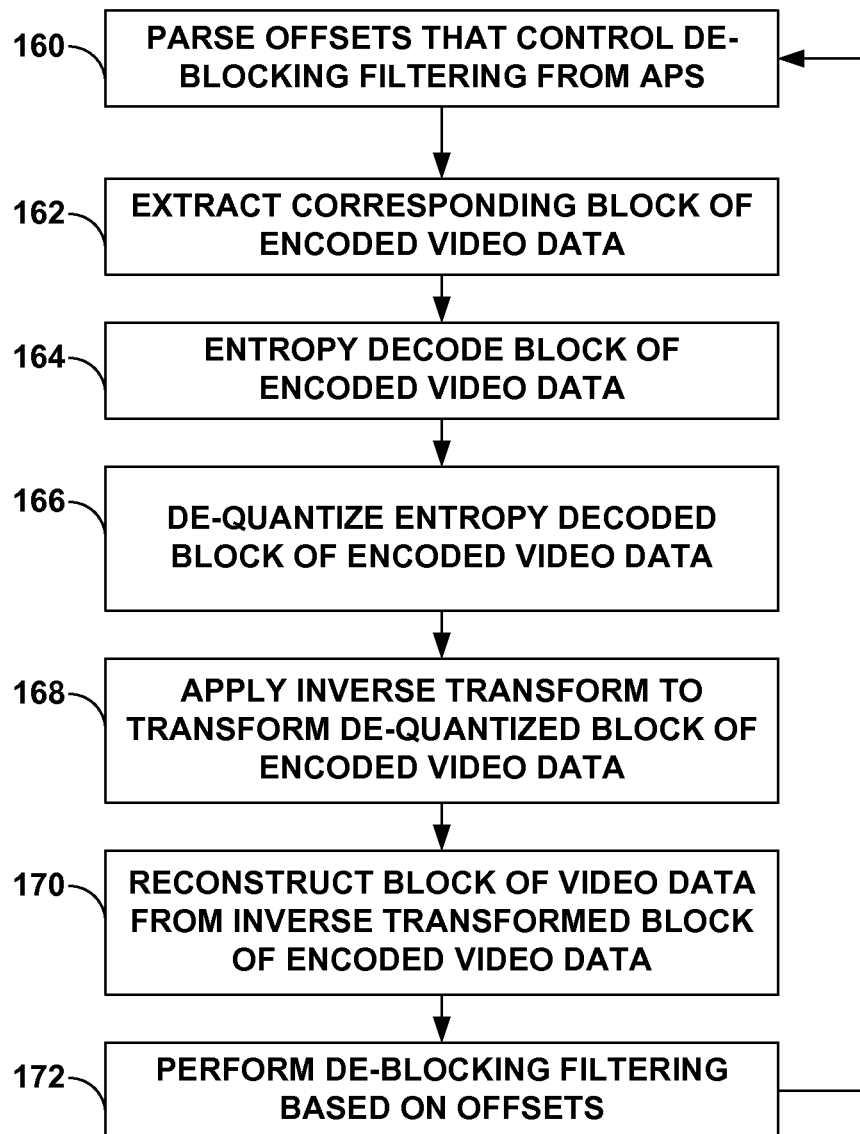 160
PARSE OFFSETS THAT CONTROL DE-
BLOCKING FILTERING FROM APS
162
EXTRACT CORRESPONDING BLOCK OF
ENCODED VIDEO DATA
164
ENTROPY DECODE BLOCK OF
ENCODED VIDEO DATA
166
DE-QUANTIZE ENTROPY DECODED
BLOCK OF ENCODED VIDEO DATA
168
APPLY INVERSE TRANSFORM TO
TRANSFORM DE-QUANTIZED BLOCK OF
ENCODED VIDEO DATA
170
RECONSTRUCT BLOCK OF VIDEO DATA
FROM INVERSE TRANSFORMED BLOCK
OF ENCODED VIDEO DATA
172
PERFORM DE-BLOCKING FILTERING
BASED ON OFFSETS